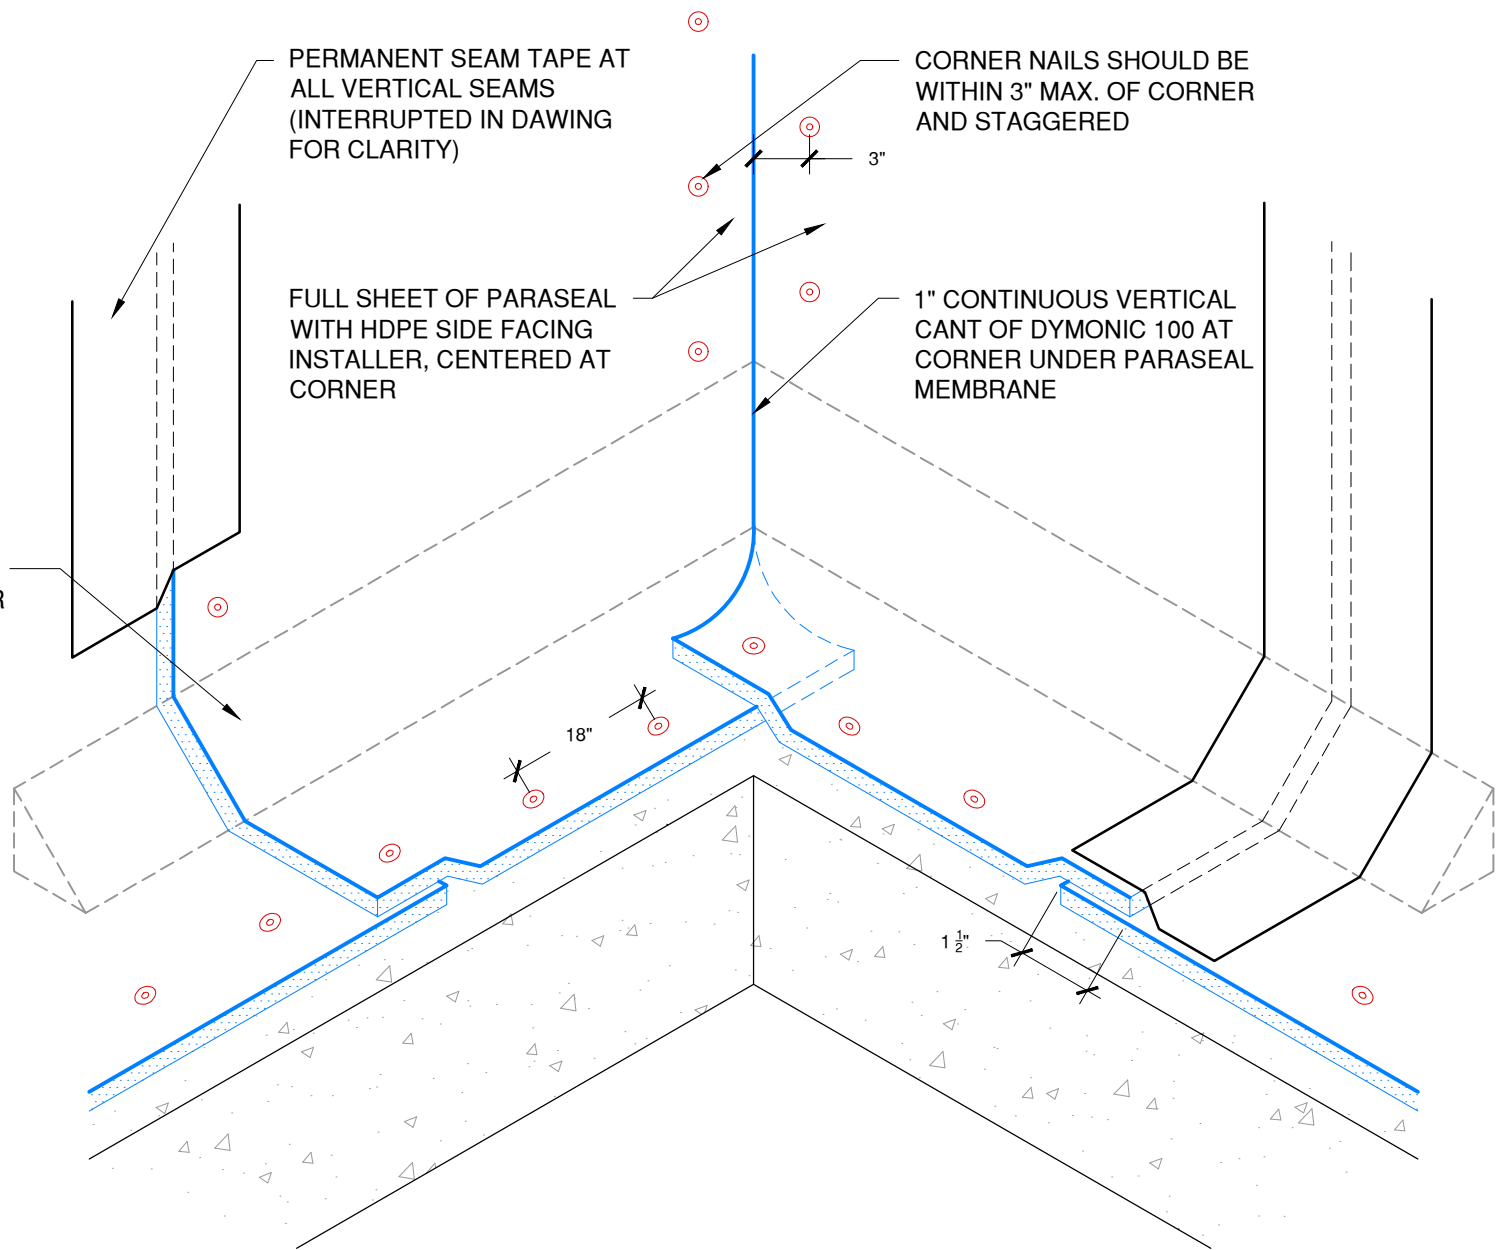 PERMANENT SEAM TAPE AT
ALL VERTICAL SEAMS
(INTERRUPTED IN DAWING
FOR CLARITY)
CORNER NAILS SHOULD BE
WITHIN 3" MAX. OF CORNER
AND STAGGERED
3"
FULL SHEET OF PARASEAL
WITH HDPE SIDE FACING
INSTALLER, CENTERED AT
CORNER
1" CONTINUOUS VERTICAL
CANT OF DYMONIC 100 AT
CORNER UNDER PARASEAL
MEMBRANE
R
18"
1 1/2"